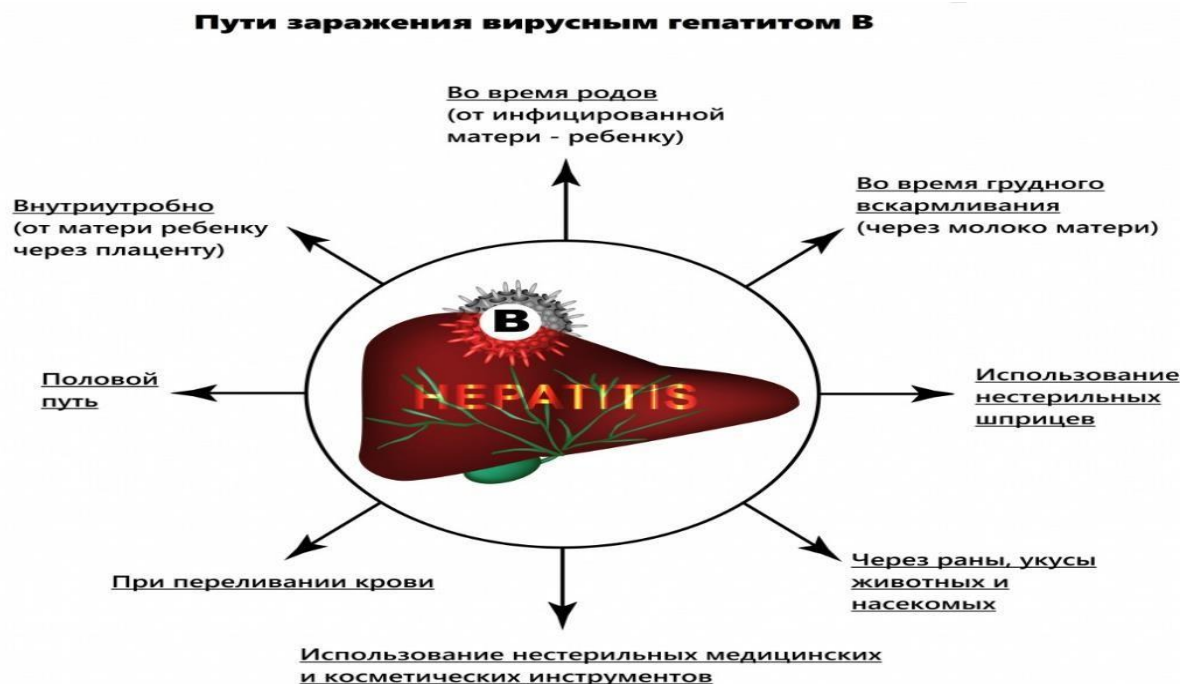 Пути заражения вирусным гепатитом В
Во время родов
(от инфицированной
матери - ребенку)
Во время грудного
вскармливания
(через молоко матери)
Внутриутробно
(от матери ребенку
через плаценту)
B
HEPATITIS
Половой
путь
Использование
нестерильных
шприцев
При переливании крови
Через раны, укусы
животных и
насекомых
Использование нестерильных медицинских
и косметических инструментов